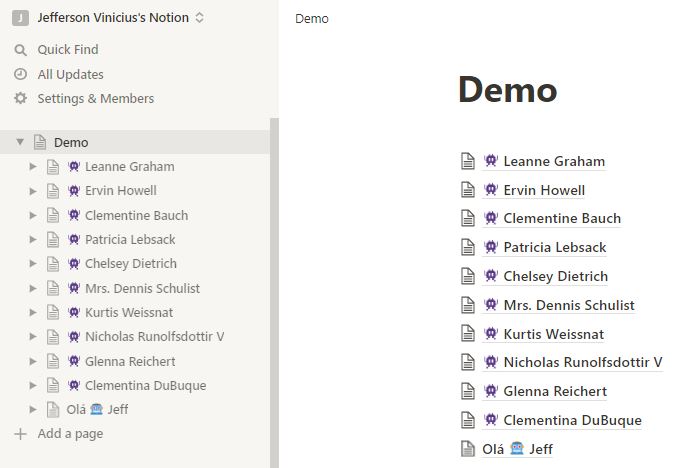 J Jefferson Vinicius's Notion
Quick Find
All Updates
Settings & Members
Demo
👾 Leanne Graham
👾 Ervin Howell
👾 Clementine Bauch
👾 Patricia Lebsack
👾 Chelsey Dietrich
👾 Mrs. Dennis Schulist
👾 Kurtis Weissnat
👾 Nicholas Runolfsdottir V
👾 Glenna Reichert
👾 Clementina DuBuque
Olá Jeff
Add a page
Demo
Demo
👾 Leanne Graham
👾 Ervin Howell
👾 Clementine Bauch
👾 Patricia Lebsack
👾 Chelsey Dietrich
👾 Mrs. Dennis Schulist
👾 Kurtis Weissnat
👾 Nicholas Runolfsdottir V
👾 Glenna Reichert
👾 Clementina DuBuque
Olá Jeff